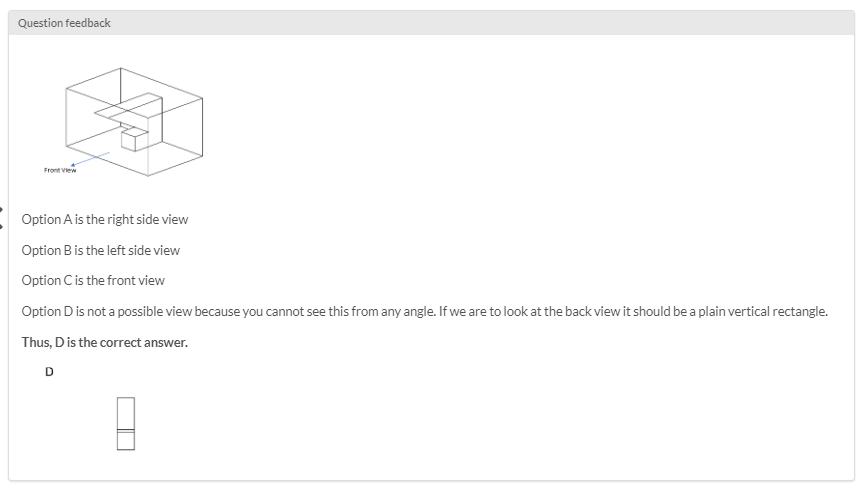 Question feedback
Front View
Option A is the right side view
Option B is the left side view
Option C is the front view
Option D is not a possible view because you cannot see this from any angle. If we are to look at the back view it should be a plain vertical rectangle.
Thus, D is the correct answer.
D